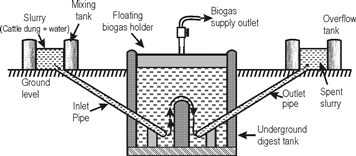 Slurry
(Cattle dung + water)
Mixing
tank
Floating
biogas holder
Biogas
supply outlet
Overflow
tank
Ground
level
Inlet
Pipe
Outlet
pipe
Spent
slurry
Underground
digest tank